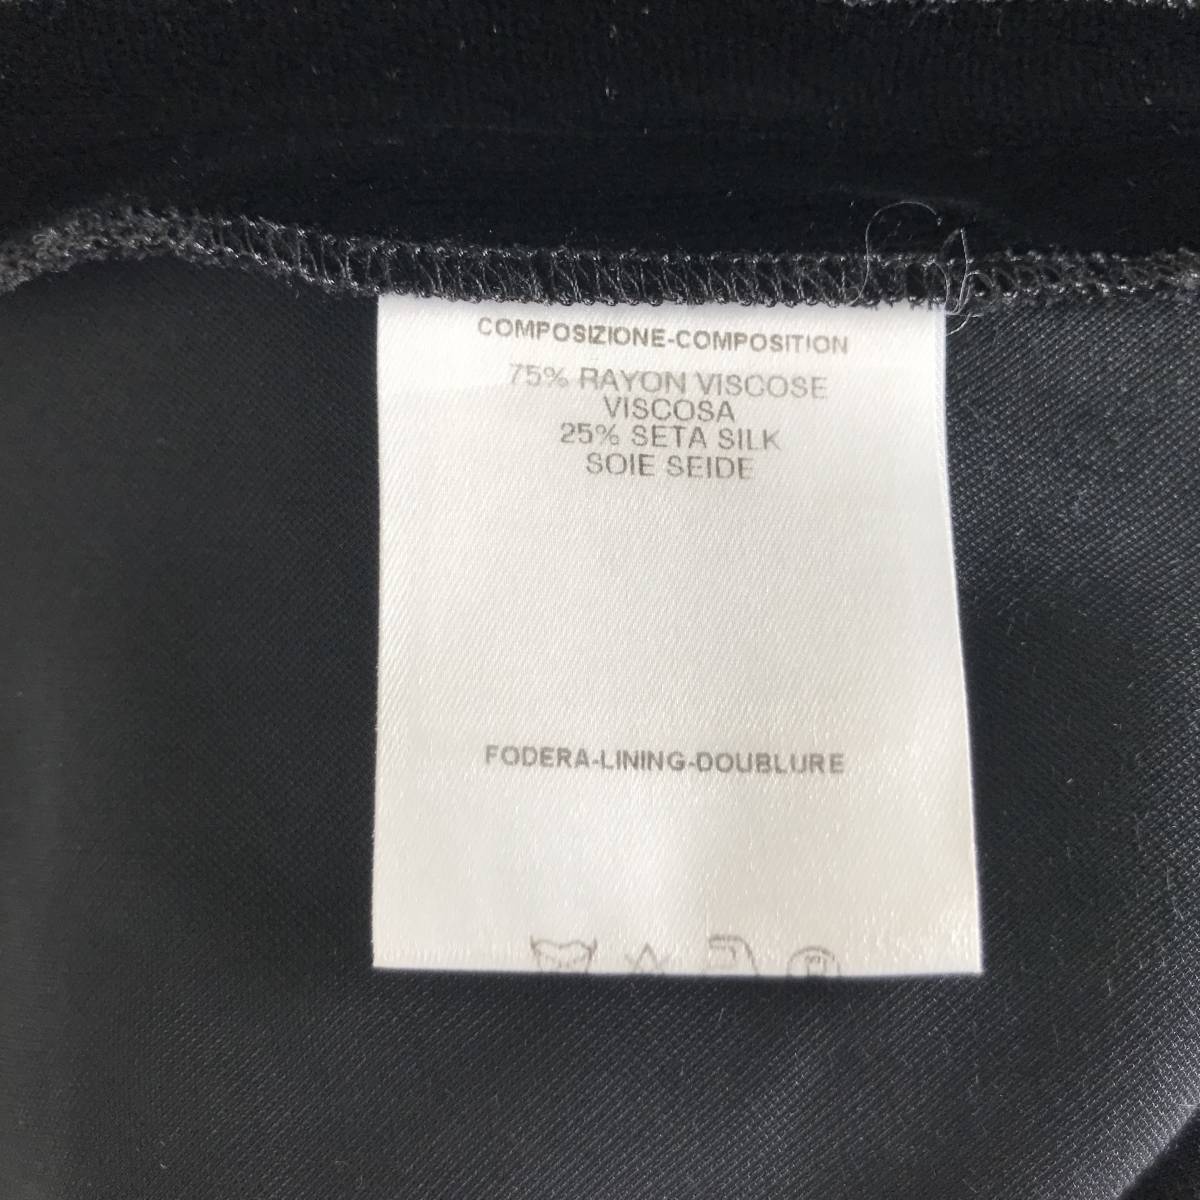 COMPOSIZIONE-COMPOSITION
75% RAYON VISCOSE
VISCOSA
25% SETA SILK
SOIE SEIDE
FODERA-LINING-DOUBLURE